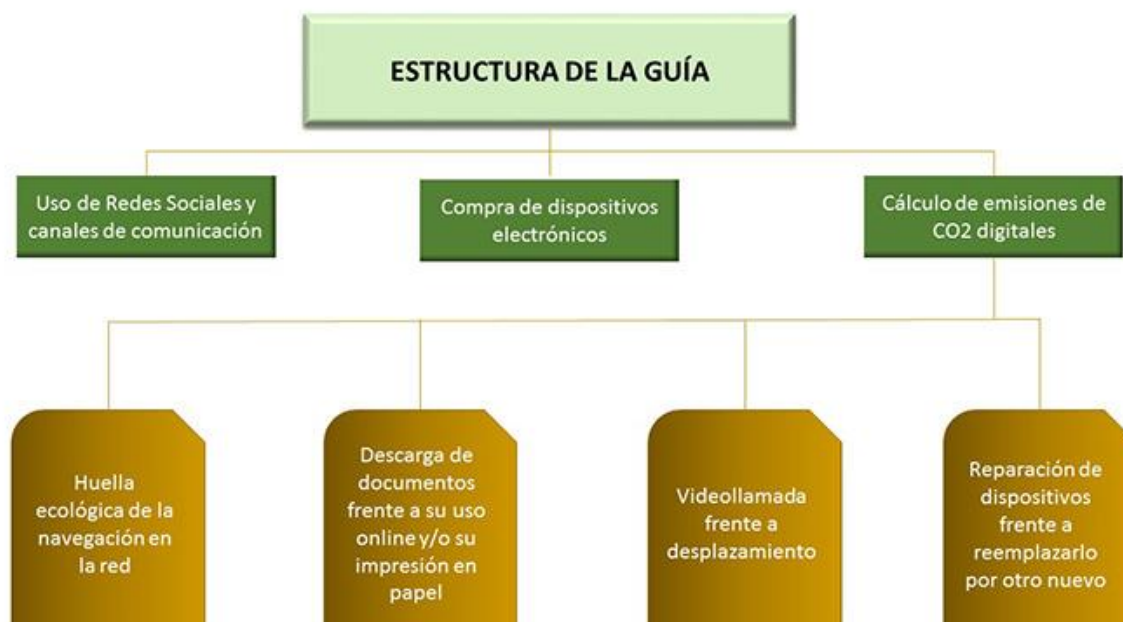 ESTRUCTURA DE LA GUÍA
Uso de Redes Sociales y
canales de comunicación
Compra de dispositivos
electrónicos
Cálculo de emisiones de
CO2 digitales
Huella
ecológica de la
navegación en
la red
Descarga de
documentos
frente a su uso
online y/o su
impresión en
papel
Videollamada
frente a
desplazamiento
Reparación de
dispositivos
frente a
reemplazarlo
por otro nuevo